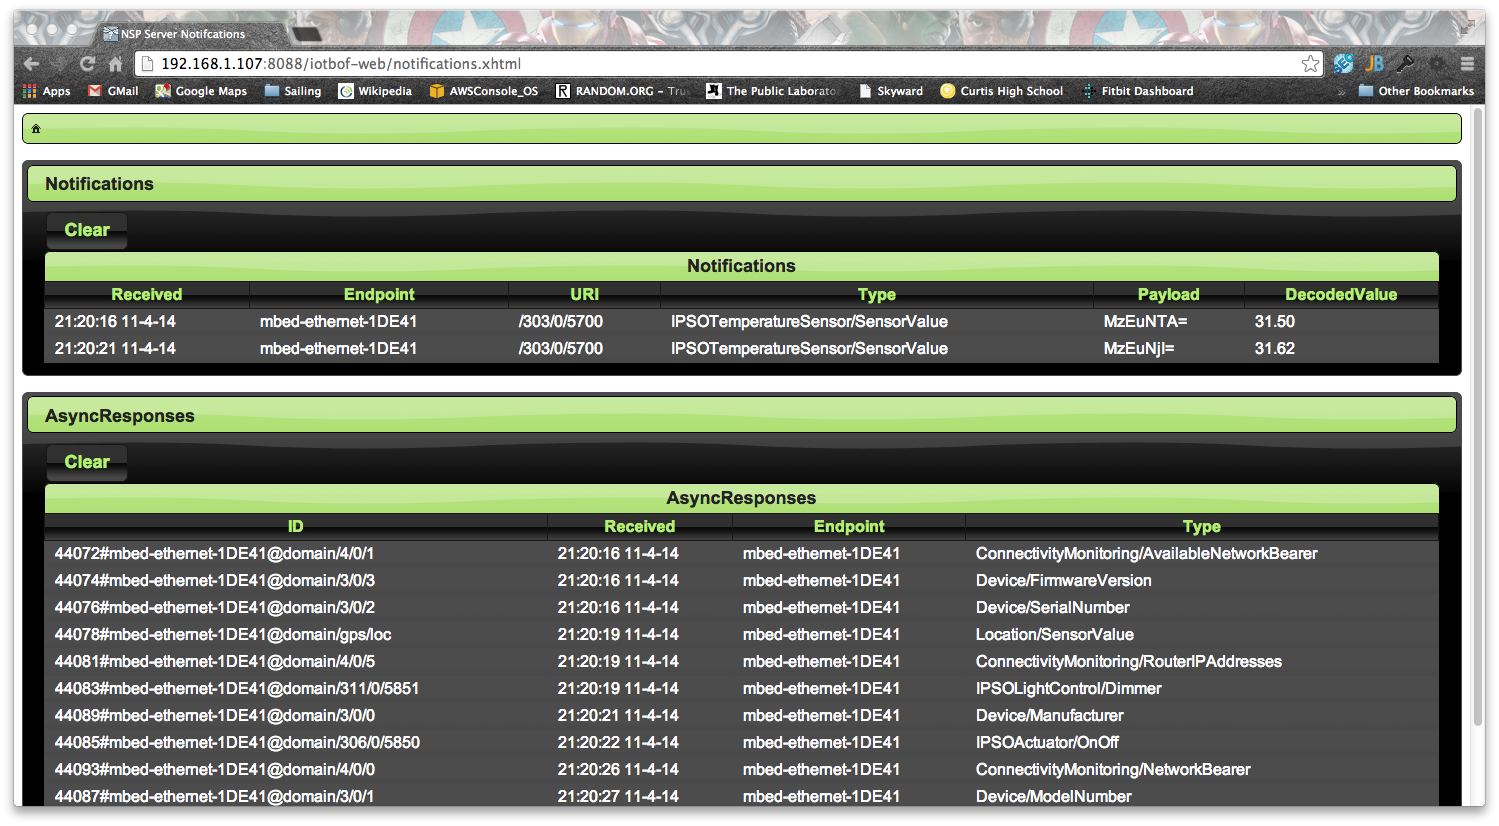 NSP Server Notifcations
192.168.1.107:8088/iotbof-web/notifications.xhtml
JB
Apps GMail Google Maps Sailing Wikipedia AWSConsole_OS R RANDOM.ORG - Tru The Public Laborato Skyward Curtis High School Fitbit Dashboard » Other Bookmarks
Notifications
Clear
Notifications
Received Endpoint URI Type Payload DecodedValue
21:20:16 11-4-14 mbed-ethernet-1DE41 /303/0/5700 IPSOTemperatureSensor/SensorValue MzEuNTA= 31.50
21:20:21 11-4-14 mbed-ethernet-1DE41 /303/0/5700 IPSOTemperatureSensor/SensorValue MzEuNjI= 31.62
AsyncResponses
Clear
AsyncResponses
ID Received Endpoint Type
44072#mbed-ethernet-1DE41@domain/4/0/1 21:20:16 11-4-14 mbed-ethernet-1DE41 ConnectivityMonitoring/AvailableNetworkBearer
44074#mbed-ethernet-1DE41@domain/3/0/3 21:20:16 11-4-14 mbed-ethernet-1DE41 Device/FirmwareVersion
44076#mbed-ethernet-1DE41@domain/3/0/2 21:20:16 11-4-14 mbed-ethernet-1DE41 Device/SerialNumber
44078#mbed-ethernet-1DE41@domain/gps/loc 21:20:19 11-4-14 mbed-ethernet-1DE41 Location/SensorValue
44081#mbed-ethernet-1DE41@domain/4/0/5 21:20:19 11-4-14 mbed-ethernet-1DE41 ConnectivityMonitoring/RouterIPAddresses
44083#mbed-ethernet-1DE41@domain/311/0/5851 21:20:19 11-4-14 mbed-ethernet-1DE41 IPSOLightControl/Dimmer
44089#mbed-ethernet-1DE41@domain/3/0/0 21:20:21 11-4-14 mbed-ethernet-1DE41 Device/Manufacturer
44085#mbed-ethernet-1DE41@domain/306/0/5850 21:20:22 11-4-14 mbed-ethernet-1DE41 IPSOActuator/OnOff
44093#mbed-ethernet-1DE41@domain/4/0/0 21:20:26 11-4-14 mbed-ethernet-1DE41 ConnectivityMonitoring/NetworkBearer
44087#mbed-ethernet-1DE41@domain/3/0/1 21:20:27 11-4-14 mbed-ethernet-1DE41 Device/ModelNumber